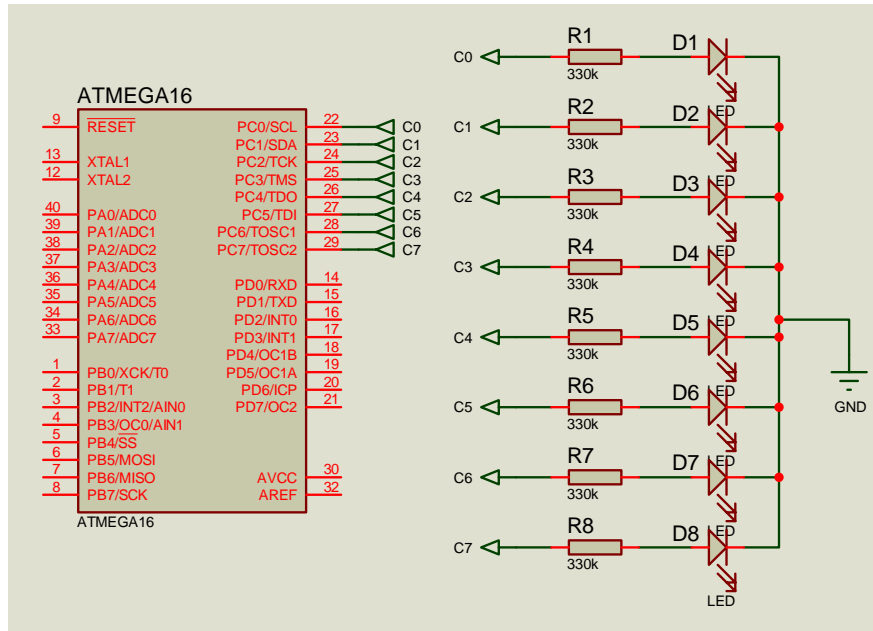 ATMEGA16
9 RESET PC0/SCL 22 C0
PC1/SDA 23 C1
13 XTAL1 PC2/TCK 24 C2
12 XTAL2 PC3/TMS 25 C3
PC4/TDO 26 C4
40 PA0/ADC0 PC5/TDI 27 C5
39 PA1/ADC1 PC6/TOSC1 28 C6
38 PA2/ADC2 PC7/TOSC2 29 C7
37 PA3/ADC3
36 PA4/ADC4 PD0/RXD 14
35 PA5/ADC5 PD1/TXD 15
34 PA6/ADC6 PD2/INT0 16
33 PA7/ADC7 PD3/INT1 17
PD4/OC1B 18
1 PB0/XCK/T0 PD5/OC1A 19
2 PB1/T1 PD6/ICP 20
3 PB2/INT2/AIN0 PD7/OC2 21
4 PB3/OC0/AIN1
5 PB4/SS
6 PB5/MOSI
7 PB6/MISO AVCC 30
8 PB7/SCK AREF 32
ATMEGA16
R1 D1
C0
330k
ED
R2 D2
C1
330k
ED
R3 D3
C2
330k
ED
R4 D4
C3
330k
ED
R5 D5
C4
330k
ED
R6 D6
C5
330k
ED
R7 D7
C6
330k
ED
R8 D8
C7
330k
LED
GND